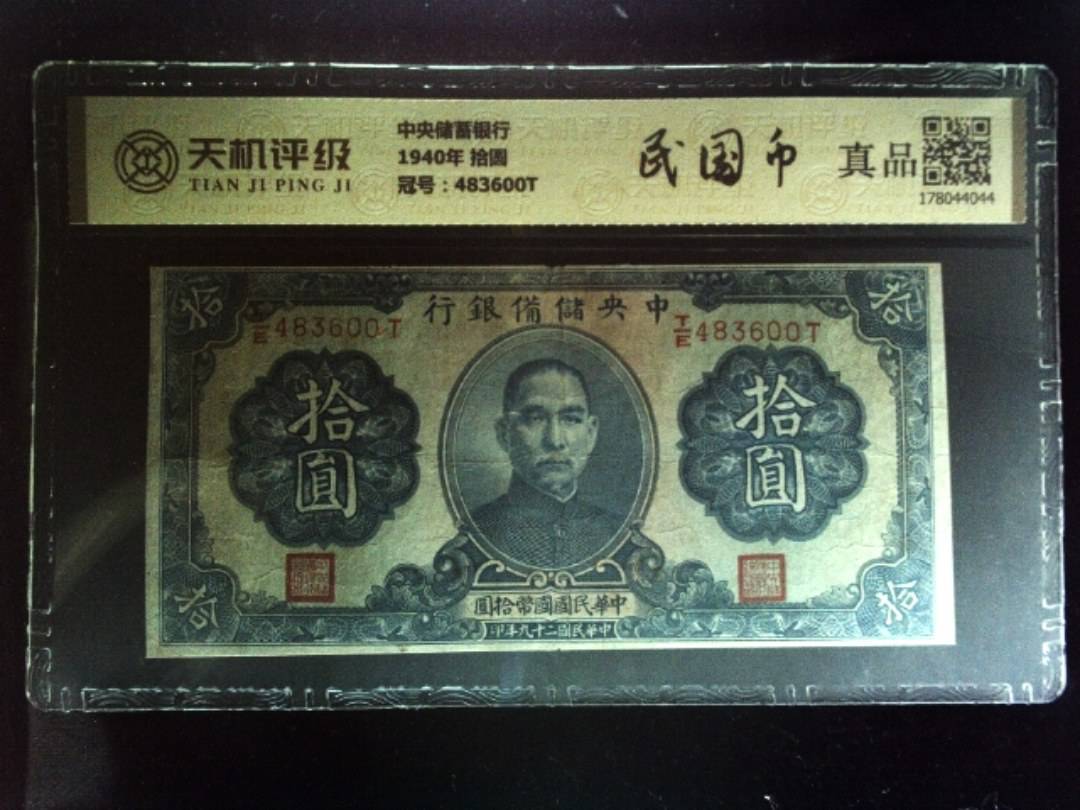 天机评级
TIAN JI PING JI
中央储蓄银行
1940年 拾圆
冠号：483600T
民国币
真品
178044044
行銀備儲央中
T/E 483600T
T/E 483600T
拾
拾
拾圓
拾圓
圓拾幣國國民華中
印年九十二國民華中
拾
拾